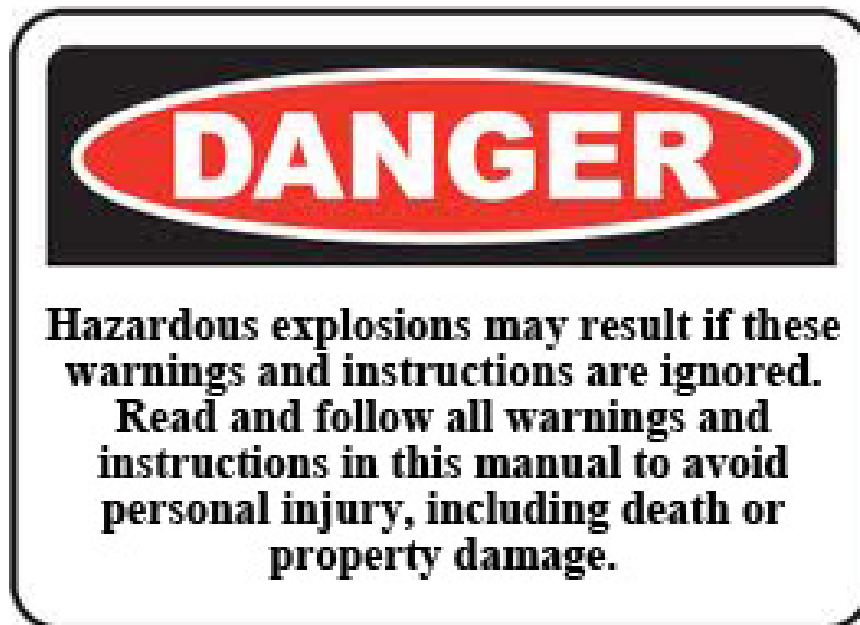 DANGER
Hazardous explosions may result if these
warnings and instructions are ignored.
Read and follow all warnings and
instructions in this manual to avoid
personal injury, including death or
property damage.